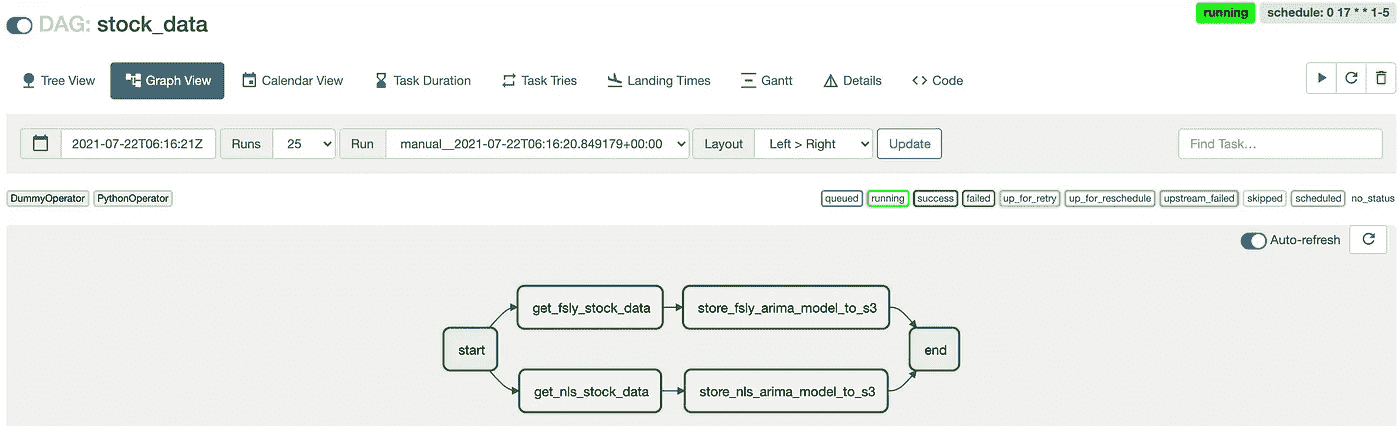 DAG: stock_data
running schedule: 0 17 * * 1-5
Tree View Graph View Calendar View Task Duration Task Tries Landing Times Gantt Details Code
2021-07-22T06:16:21Z Runs 25 Run manual__2021-07-22T06:16:20.849179+00:00 Layout Left > Right Update Find Task...
DummyOperator PythonOperator queued running success failed up_for_retry up_for_reschedule upstream_failed skipped scheduled no_status
Auto-refresh
get_fsly_stock_data store_fsly_arima_model_to_s3
start end
get_nls_stock_data store_nls_arima_model_to_s3